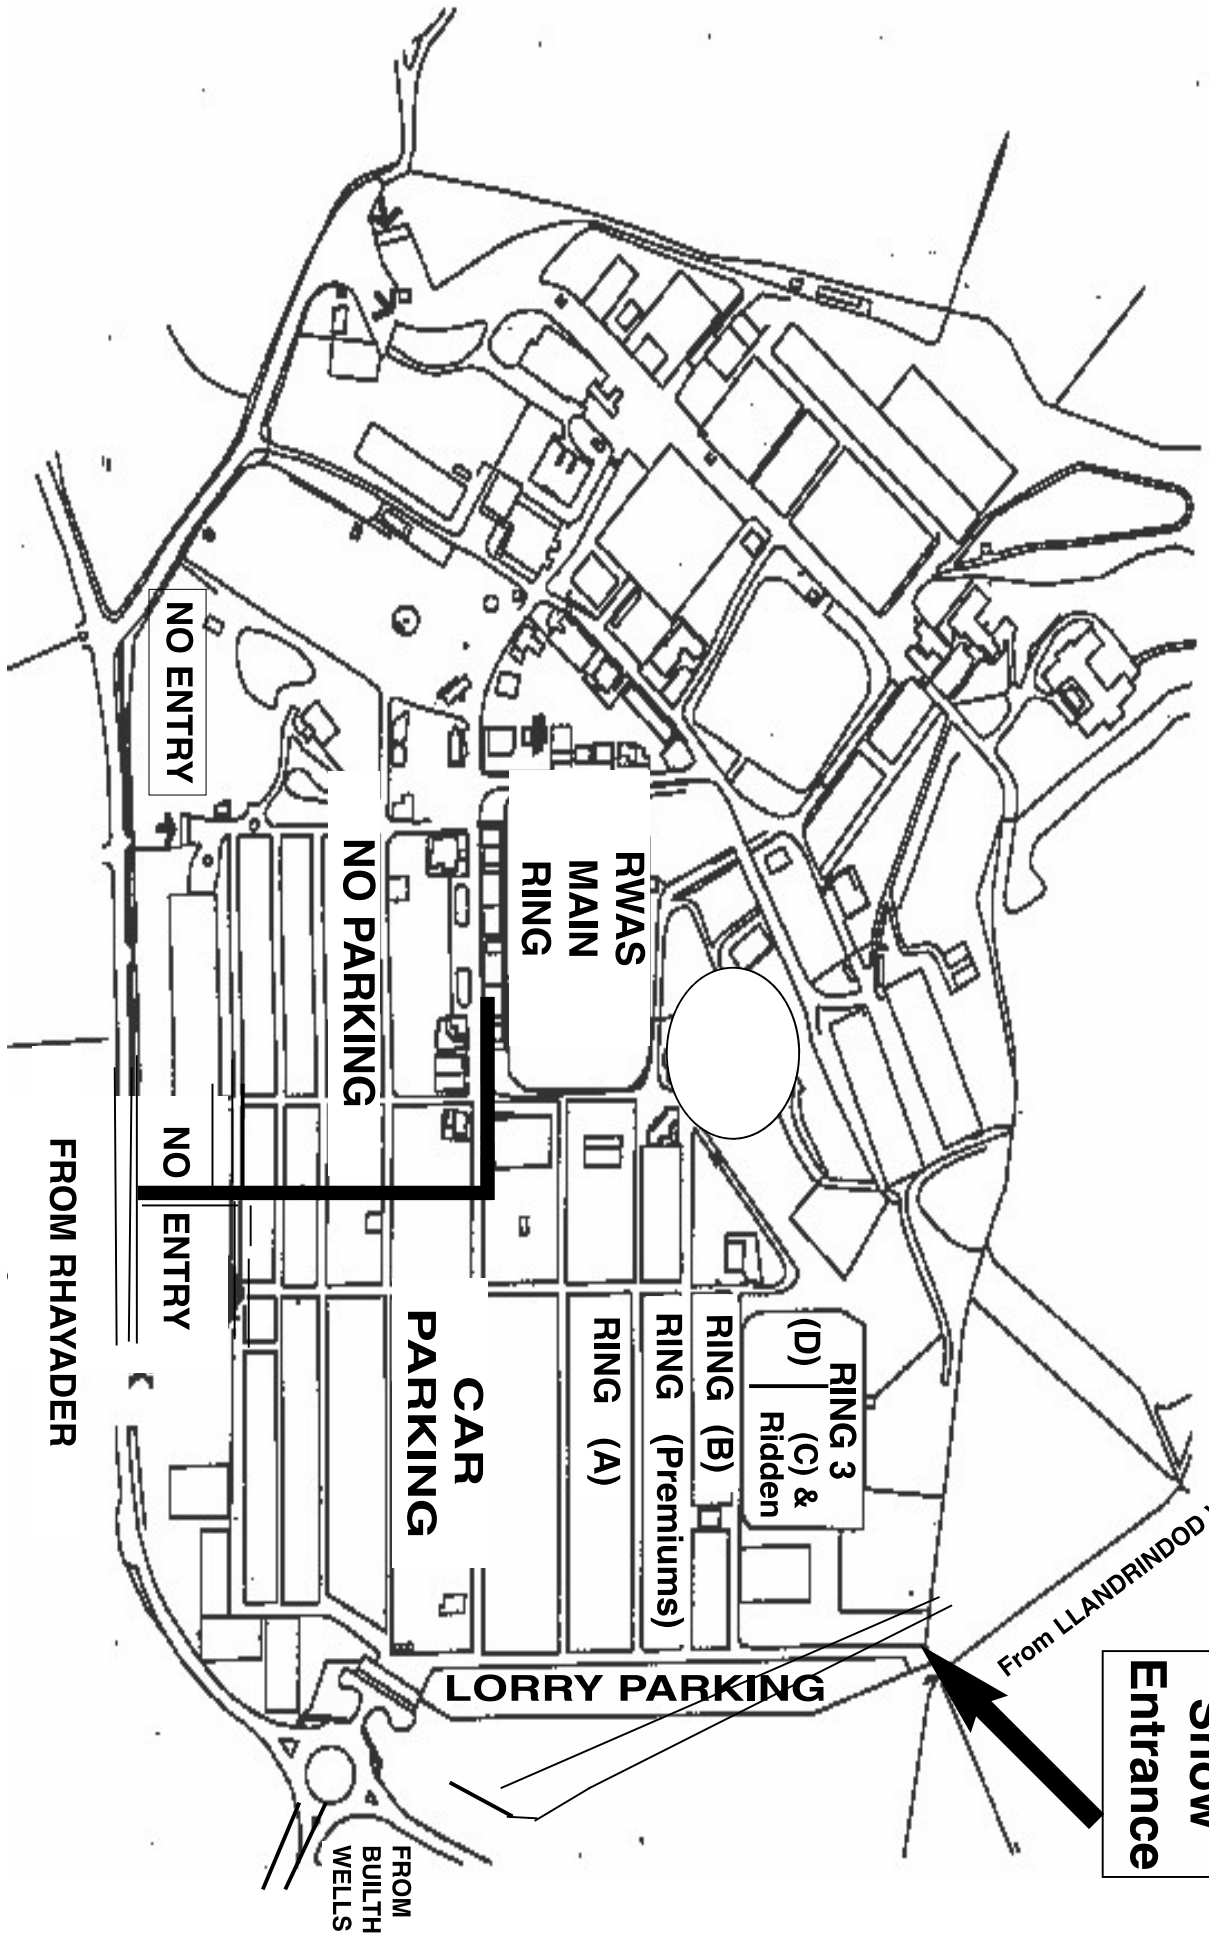 NO ENTRY
NO PARKING
RWAS
MAIN
RING
NO ENTRY
FROM RHAYADER
CAR
PARKING
RING (A)
RING (Premiums)
RING (B)
RING 3
(D) (C) &
Ridden
LORRY PARKING
From LLANDRINDOD
Show
Entrance
FROM
BUILTH
WELLS